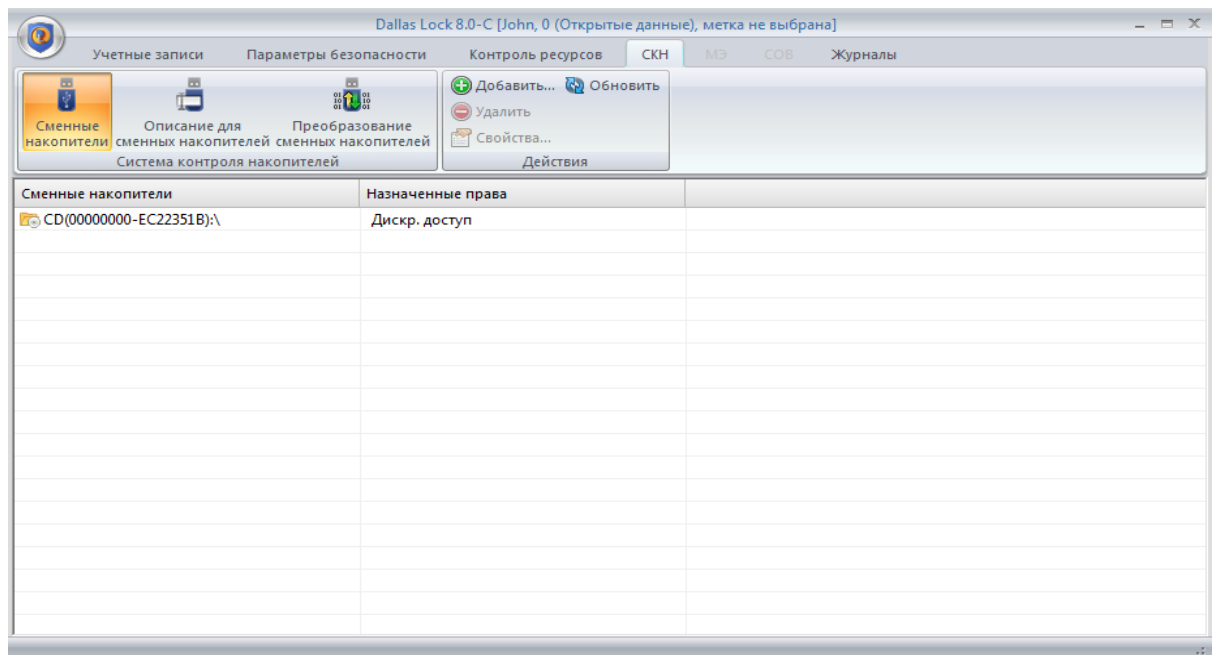 Dallas Lock 8.0-C [John, 0 (Открытые данные), метка не выбрана]
Учетные записи Параметры безопасности Контроль ресурсов СКН МЭ СОВ Журналы
Сменные накопители
Описание для сменных накопителей
Преобразование сменных накопителей
Система контроля накопителей
Добавить... Обновить
Удалить
Свойства...
Действия
Сменные накопители Назначенные права
CD(00000000-EC22351B):\ Дискр. доступ